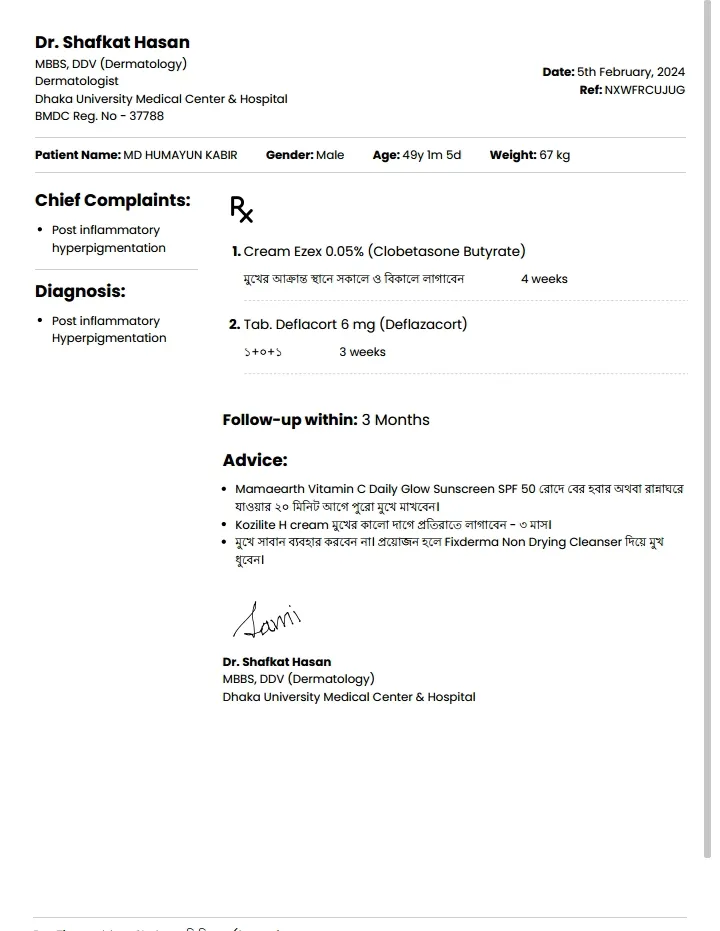 Dr. Shafkat Hasan
MBBS, DDV (Dermatology)
Dermatologist
Dhaka University Medical Center & Hospital
BMDC Reg. No - 37788
Date: 5th February, 2024
Ref: NXWFRCUJUG
Patient Name: MD HUMAYUN KABIR Gender: Male Age: 49y 1m 5d Weight: 67 kg
Chief Complaints:
• Post inflammatory
hyperpigmentation
Diagnosis:
• Post inflammatory
Hyperpigmentation
Rx
1. Cream Ezex 0.05% (Clobetasone Butyrate)
মুখের আক্রান্ত স্থানে সকালে ও বিকালে লাগাবেন 4 weeks
2. Tab. Deflacort 6 mg (Deflazacort)
১+০+১ 3 weeks
Follow-up within: 3 Months
Advice:
• Mamaearth Vitamin C Daily Glow Sunscreen SPF 50 রোদে বের হবার অথবা রান্নাঘরে
যাওয়ার ২০ মিনিট আগে পুরো মুখে মাখবেন।
• Kozilite H cream মুখের কালো দাগে প্রতিরাতে লাগাবেন - ৩ মাস।
• মুখে সাবান ব্যবহার করবেন না। প্রয়োজন হলে Fixderma Non Drying Cleanser দিয়ে মুখ
ধুবেন।
Sami
Dr. Shafkat Hasan
MBBS, DDV (Dermatology)
Dhaka University Medical Center & Hospital